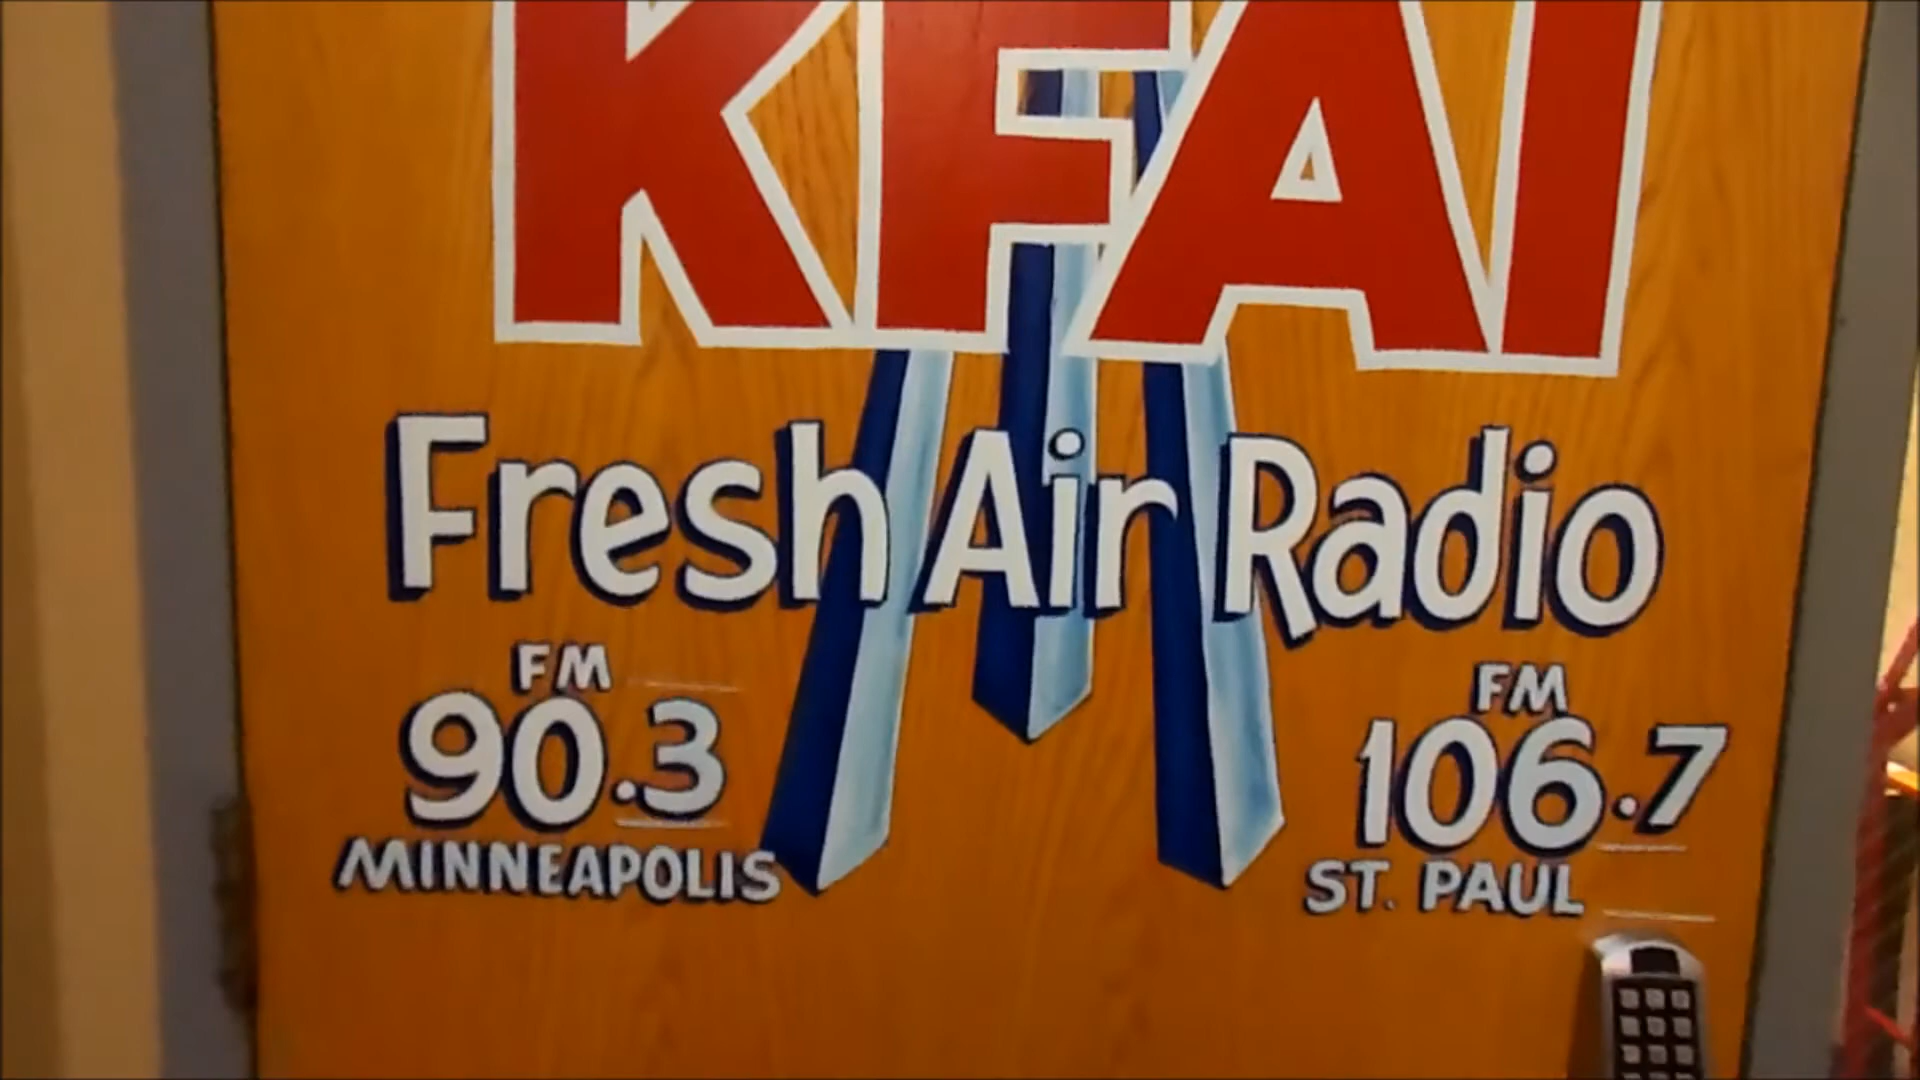 KFAI
Fresh Air Radio
FM
90.3
MINNEAPOLIS
FM
106.7
ST. PAUL